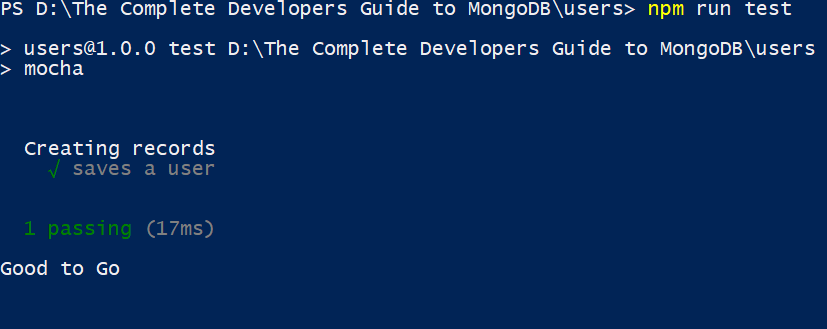 PS D:\The Complete Developers Guide to MongoDB\users> npm run test
> users@1.0.0 test D:\The Complete Developers Guide to MongoDB\users
> mocha
Creating records
√ saves a user
1 passing (17ms)
Good to Go